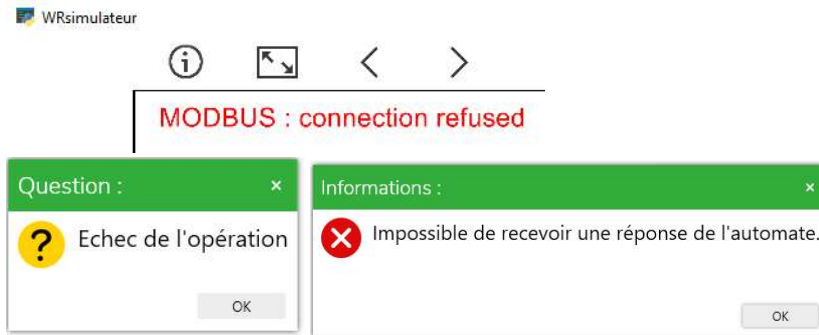 WRsimulateur
MODBUS : connection refused
Question :
×
Echec de l'opération
OK
Informations :
×
Impossible de recevoir une réponse de l'automate.
OK